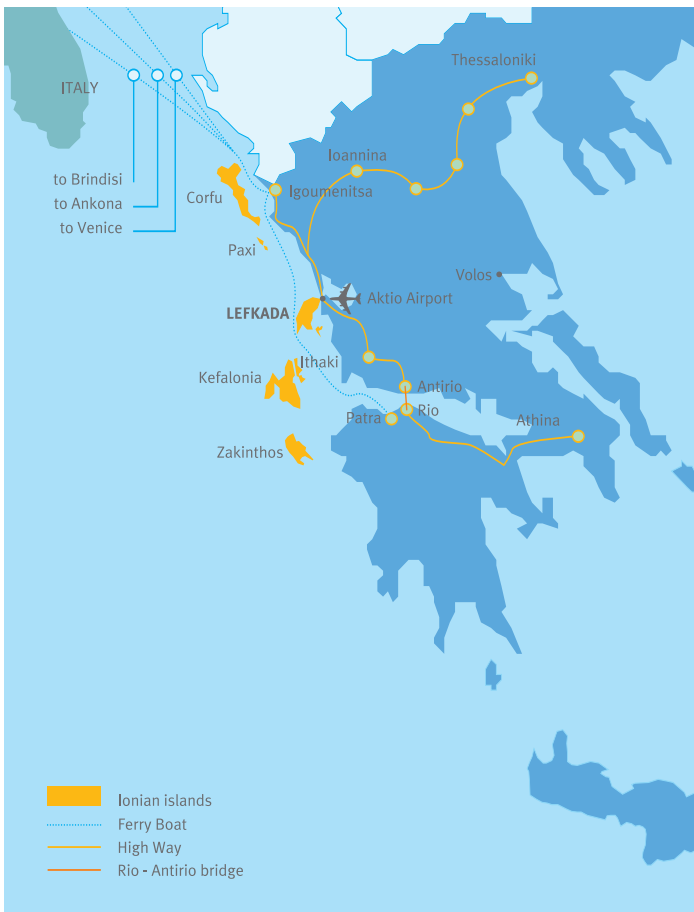 Thessaloniki
ITALY
Ioannina
to Brindisi
Igoumenitsa
Corfu
to Ankona
to Venice
Paxi
Volos
Aktio Airport
LEFKADA
Ithaki
Kefalonia
Antirio
Rio
Patra
Athina
Zakinthos
Ionian islands
Ferry Boat
High Way
Rio - Antirio bridge